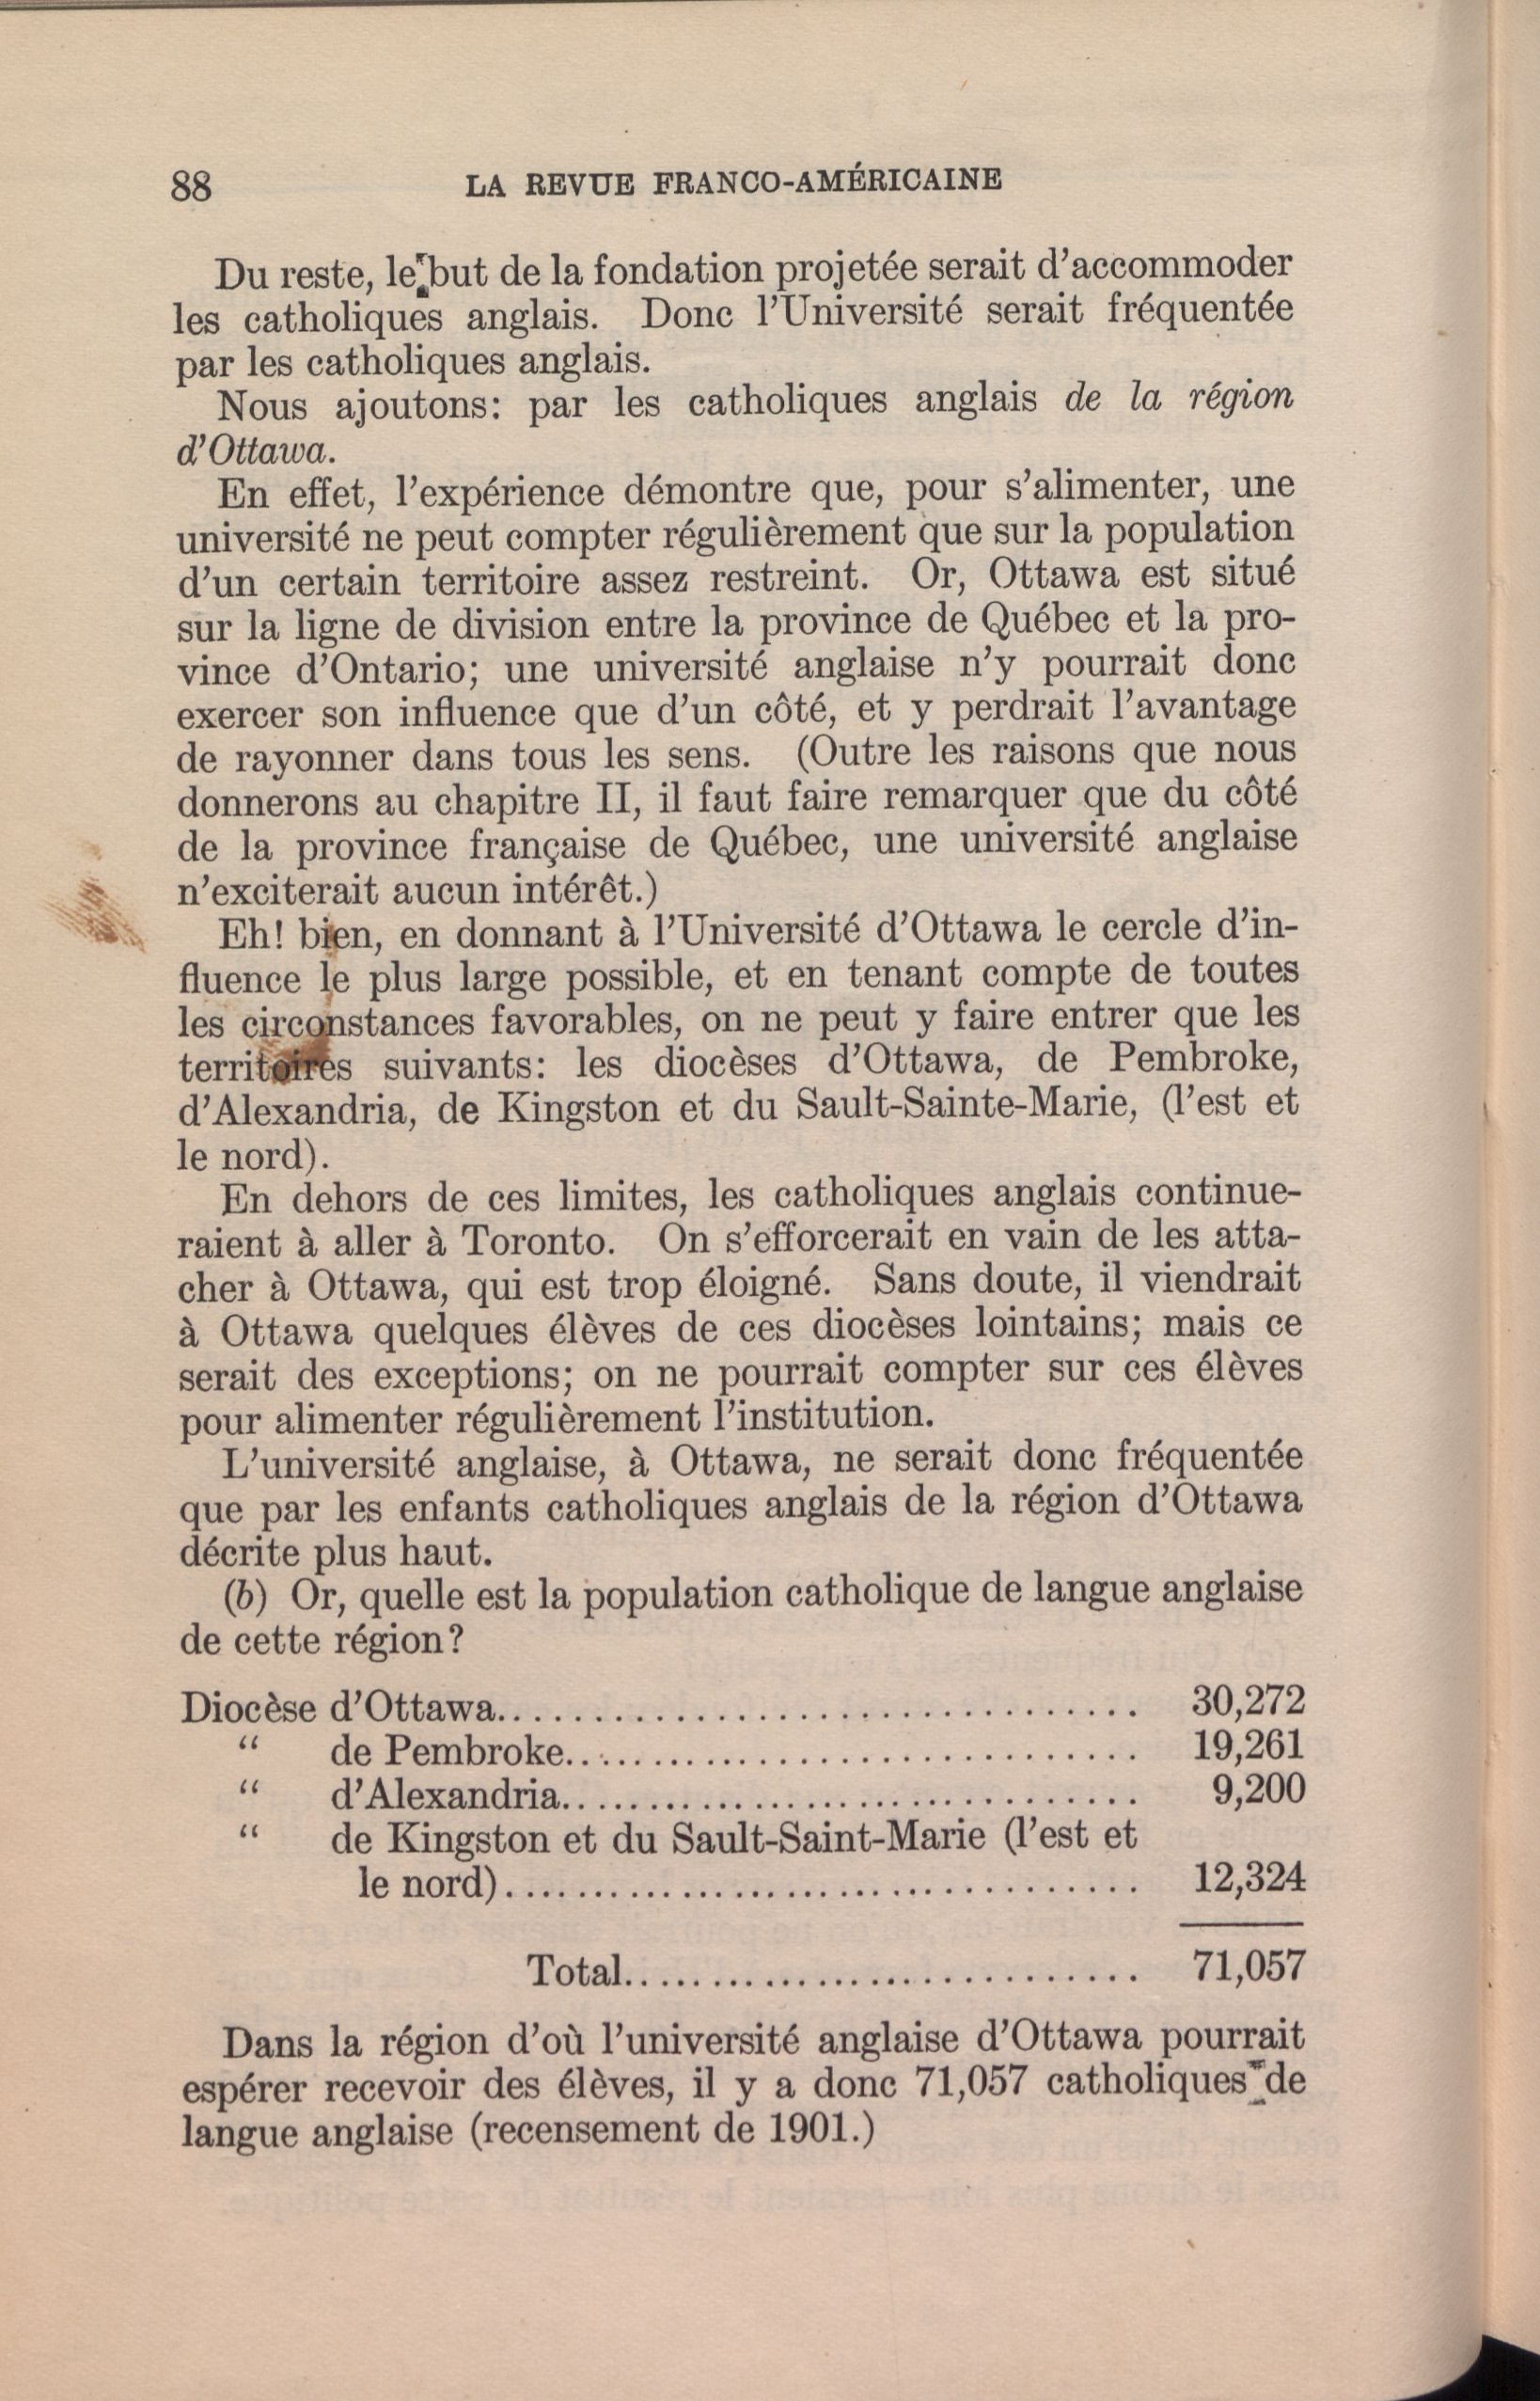 88 LA REVUE FRANCO-AMÉRICAINE
Du reste, le but de la fondation projetée serait d'accommoder
les catholiques anglais. Donc l'Université serait fréquentée
par les catholiques anglais.
Nous ajoutons: par les catholiques anglais de la région
d'Ottawa.
En effet, l'expérience démontre que, pour s'alimenter, une
université ne peut compter régulièrement que sur la population
d'un certain territoire assez restreint. Or, Ottawa est situé
sur la ligne de division entre la province de Québec et la pro-
vince d'Ontario; une université anglaise n'y pourrait donc
exercer son influence que d'un côté, et y perdrait l'avantage
de rayonner dans tous les sens. (Outre les raisons que nous
donnerons au chapitre II, il faut faire remarquer que du côté
de la province française de Québec, une université anglaise
n'exciterait aucun intérêt.)
Eh! bien, en donnant à l'Université d'Ottawa le cercle d'in-
fluence le plus large possible, et en tenant compte de toutes
les circonstances favorables, on ne peut y faire entrer que les
territoires suivants: les diocèses d'Ottawa, de Pembroke,
d'Alexandria, de Kingston et du Sault-Sainte-Marie, (l'est et
le nord).
En dehors de ces limites, les catholiques anglais continue-
raient à aller à Toronto. On s'efforcerait en vain de les atta-
cher à Ottawa, qui est trop éloigné. Sans doute, il viendrait
à Ottawa quelques élèves de ces diocèses lointains; mais ce
serait des exceptions; on ne pourrait compter sur ces élèves
pour alimenter régulièrement l'institution.
L'université anglaise, à Ottawa, ne serait donc fréquentée
que par les enfants catholiques anglais de la région d'Ottawa
décrite plus haut.
(b) Or, quelle est la population catholique de langue anglaise
de cette région?
Diocèse d'Ottawa.................................. 30,272
" de Pembroke.............................. 19,261
" d'Alexandria.............................. 9,200
" de Kingston et du Sault-Saint-Marie (l'est et
le nord)................................. 12,324
Total........................... 71,057
Dans la région d'où l'université anglaise d'Ottawa pourrait
espérer recevoir des élèves, il y a donc 71,057 catholiques de
langue anglaise (recensement de 1901.)